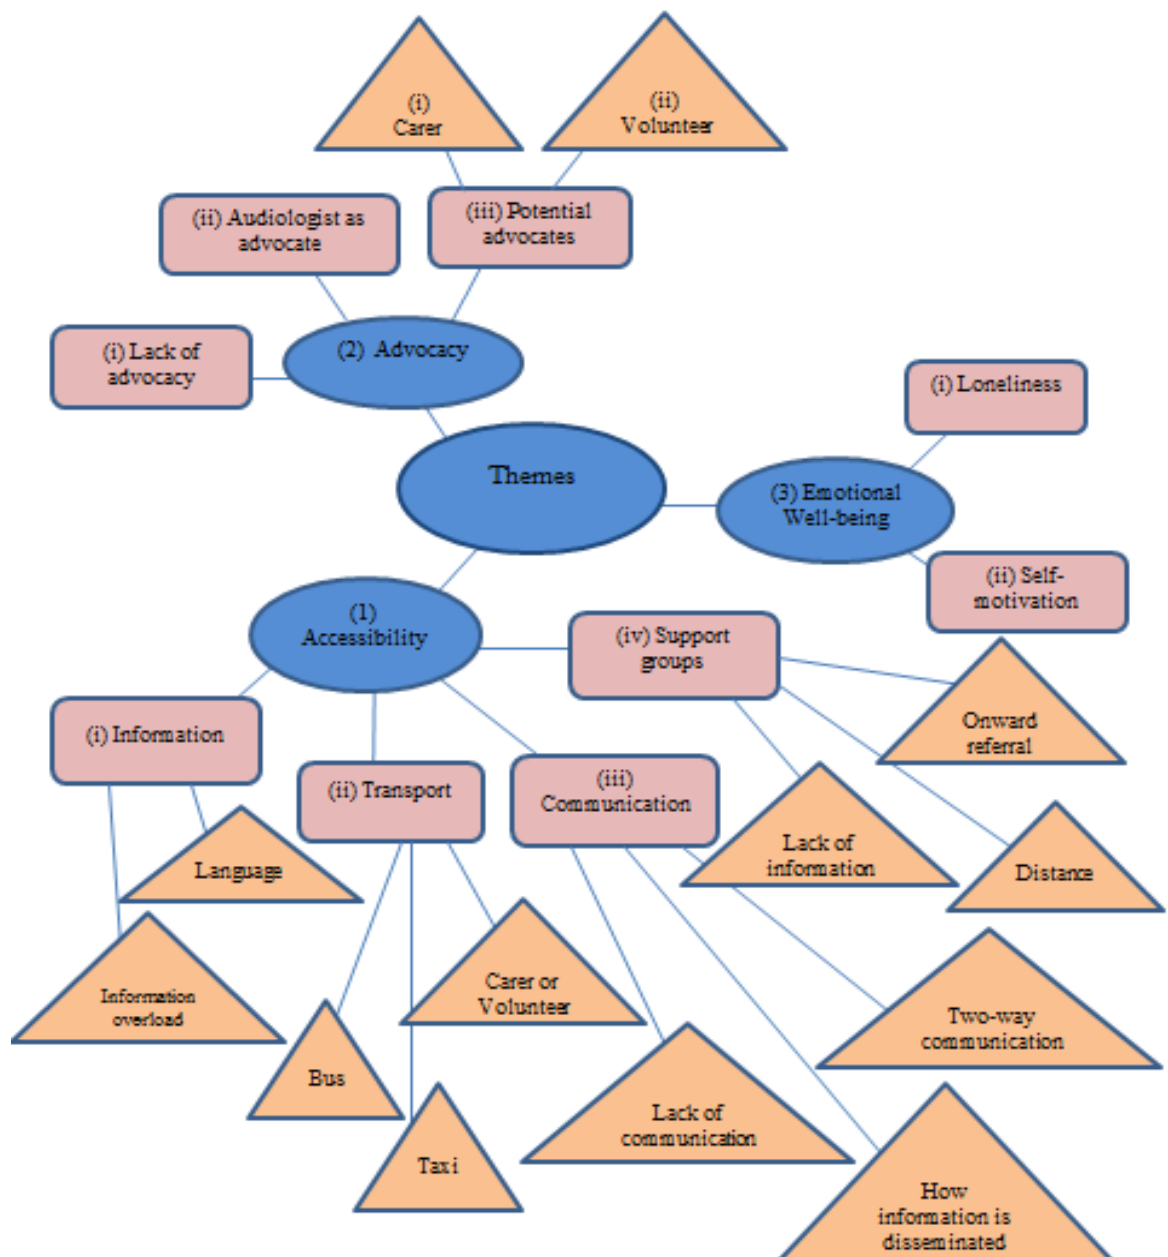 (i)
Carer
(ii)
Volunteer
(ii) Audiologist as
advocate
(iii) Potential
advocates
(i) Lack of
advocacy
(2) Advocacy
(i) Loneliness
Themes
(3) Emotional
Well-being
(ii) Self-
motivation
(1)
Accessibility
(iv) Support
groups
(i) Information
(ii) Transport
(iii)
Communication
Onward
referral
Lack of
information
Distance
Language
Information
overload
Carer or
Volunteer
Two-way
communication
Bus
Taxi
Lack of
communication
How
information is
disseminated